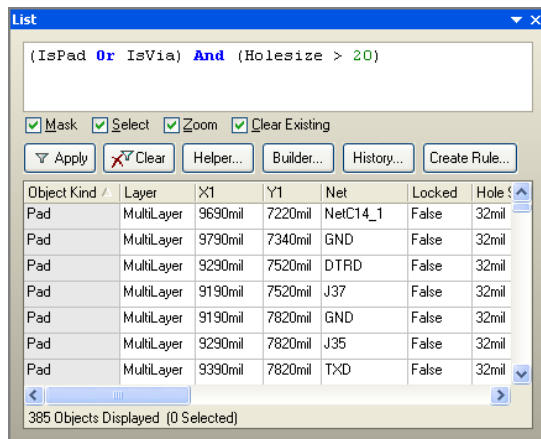 List
(IsPad Or IsVia) And (Holesize > 20)
Mask Select Zoom Clear Existing
Apply Clear Helper... Builder... History... Create Rule...
Object Kind Layer X1 Y1 Net Locked Hole
Pad MultiLayer 9690mil 7220mil NetC14_1 False 32mil
Pad MultiLayer 9790mil 7340mil GND False 32mil
Pad MultiLayer 9290mil 7520mil DTRD False 32mil
Pad MultiLayer 9190mil 7520mil J37 False 32mil
Pad MultiLayer 9190mil 7820mil GND False 32mil
Pad MultiLayer 9290mil 7820mil J35 False 32mil
Pad MultiLayer 9390mil 7820mil TXD False 32mil
385 Objects Displayed (0 Selected)